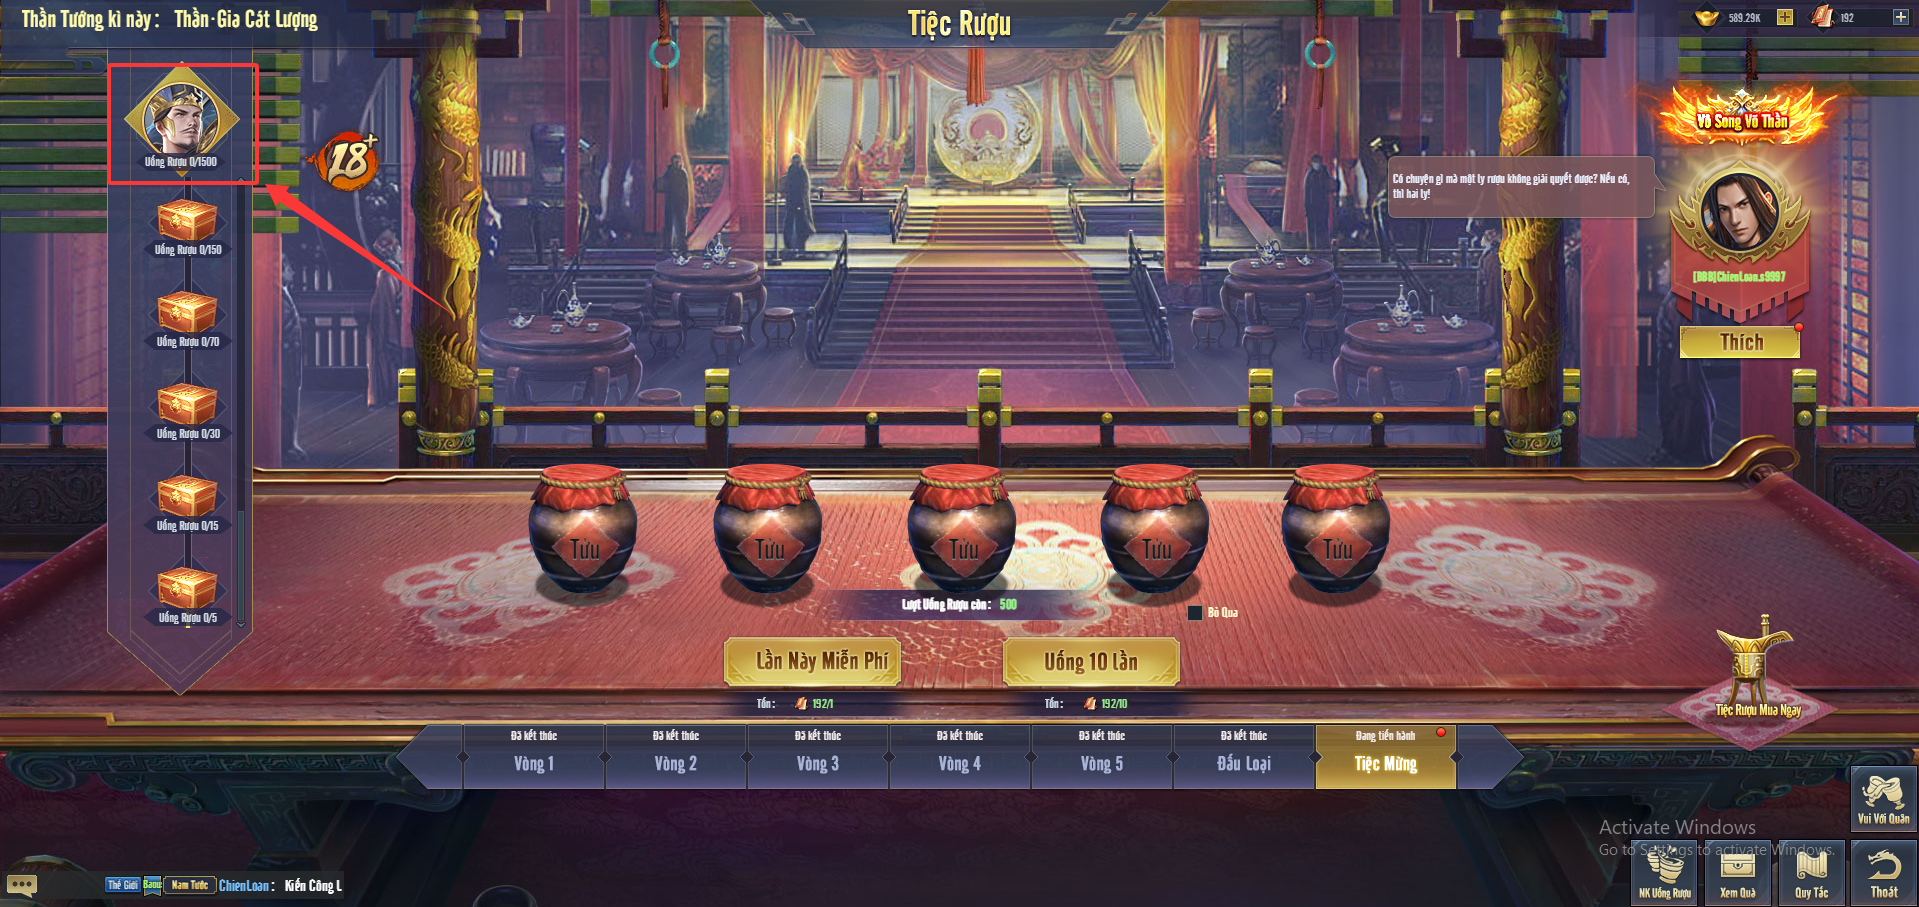 Thần Tướng kì này: Thần·Gia Cát Lượng
Tiệc Rượu
589.29K
192
Uống Rượu 0/1500
18+
Vô Song Võ Thần
Có chuyện gì mà một ly rượu không giải quyết được? Nếu có,
thì hai ly!
Uống Rượu 0/150
[BBB]ChienLoan.s9997
Thích
Uống Rượu 0/70
Uống Rượu 0/30
Uống Rượu 0/15
Uống Rượu 0/5
Tửu
Tửu
Tửu
Tửu
Tửu
Lượt Uống Rượu còn: 500
Bỏ Qua
Lần Này Miễn Phí
Uống 10 lần
Tốn: 192/1
Tốn: 192/10
Tiệc Rượu Mua Ngay
Đã kết thúc
Vòng 1
Đã kết thúc
Vòng 2
Đã kết thúc
Vòng 3
Đã kết thúc
Vòng 4
Đã kết thúc
Vòng 5
Đã kết thúc
Đấu Loại
Đang tiến hành
Tiệc Mừng
Vui Với Quân
Activate Windows
Go to Settings to activate Windows.
NK Uống Rượu
Xem Quà
Quy Tắc
Thoát
Thế Giới
Nam Tước
ChienLoan: Kiến Công L